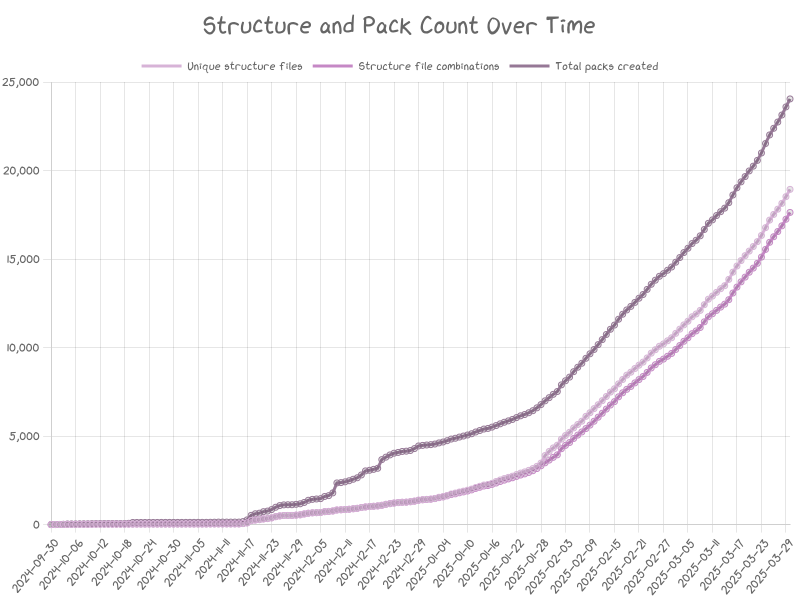 Structure and Pack Count Over Time
Unique structure files Structure file combinations Total packs created
25,000
20,000
15,000
10,000
5,000
0
2024-09-30 2024-10-06 2024-10-12 2024-10-18 2024-10-24 2024-10-30 2024-11-05 2024-11-11 2024-11-17 2024-11-23 2024-11-29 2024-12-05 2024-12-11 2024-12-17 2024-12-23 2024-12-29 2025-01-04 2025-01-10 2025-01-16 2025-01-22 2025-01-28 2025-02-03 2025-02-09 2025-02-15 2025-02-21 2025-02-27 2025-03-05 2025-03-11 2025-03-17 2025-03-23 2025-03-29